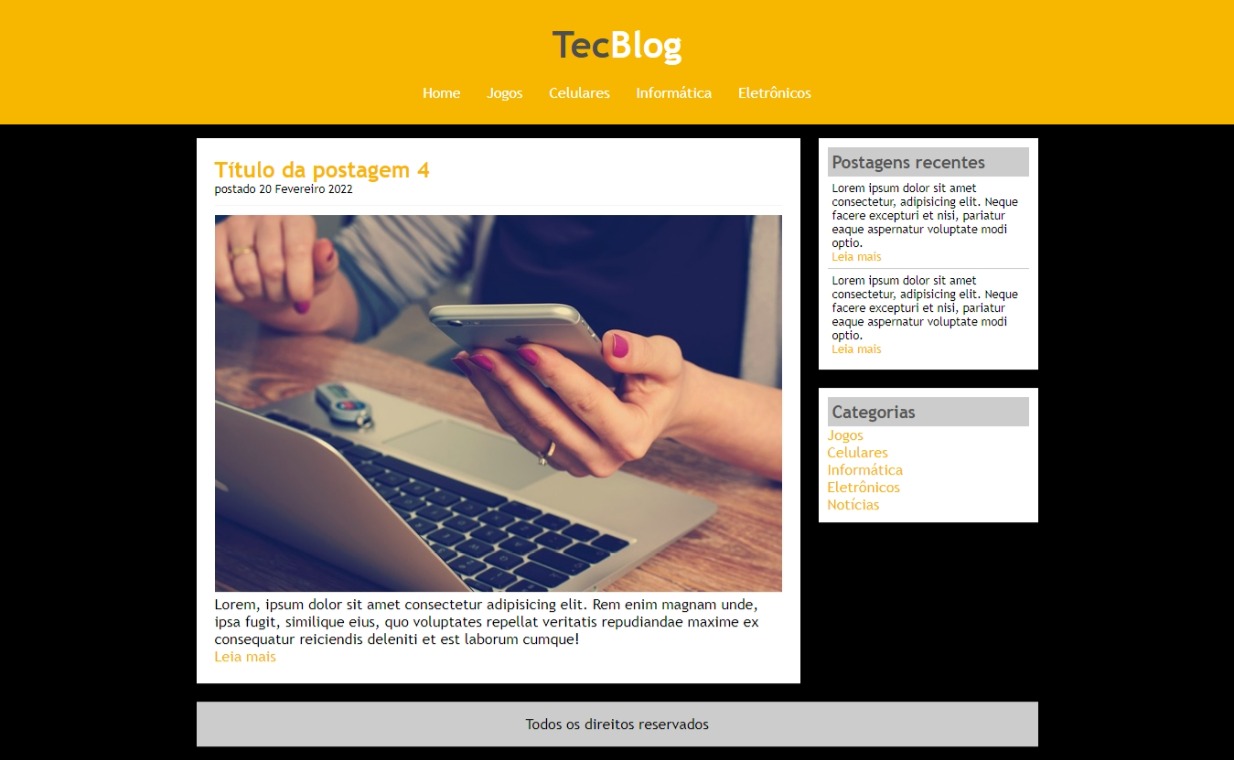 TecBlog
Home Jogos Celulares Informática Eletrônicos
Título da postagem 4
postado 20 Fevereiro 2022
Lorem, ipsum dolor sit amet consectetur adipisicing elit. Rem enim magnam unde,
ipsa fugit, similique eius, quo voluptates repellat veritatis repudiandae maxime ex
consequatur reiciendis deleniti et est laborum cumque!
Leia mais
Postagens recentes
Lorem ipsum dolor sit amet
consectetur, adipisicing elit. Neque
facere excepturi et nisi, pariatur
eaque aspernatur voluptate modi
optio.
Leia mais
Lorem ipsum dolor sit amet
consectetur, adipisicing elit. Neque
facere excepturi et nisi, pariatur
eaque aspernatur voluptate modi
optio.
Leia mais
Categorias
Jogos
Celulares
Informática
Eletrônicos
Notícias
Todos os direitos reservados